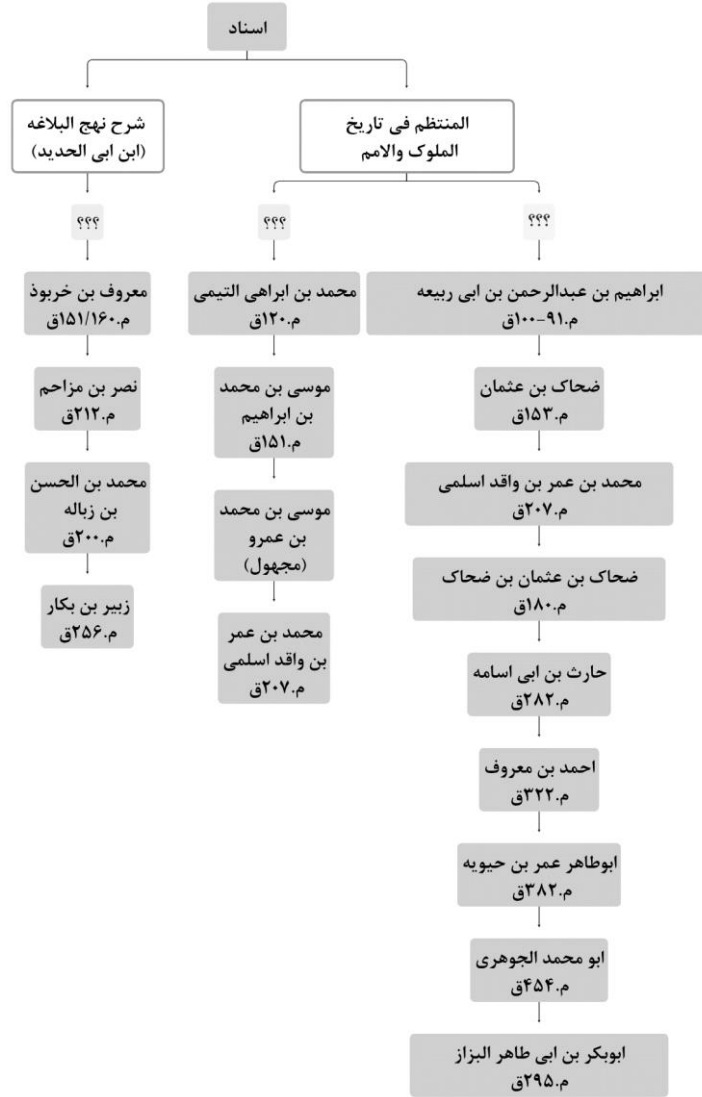 اسناد
المنتظم فی تاریخ
الملوک والامم
شرح نهج البلاغه
(ابن ابی الحدید)
؟؟؟
ابراهیم بن عبدالرحمن بن ابی ربیعه
م.۹۱-۱۰۰ق
ضحاک بن عثمان
م.۱۵۳ق
محمد بن عمر بن واقد اسلمی
م.۲۰۷ق
ضحاک بن عثمان بن ضحاک
م.۱۸۰ق
حارث بن ابی اسامه
م.۲۸۲ق
احمد بن معروف
م.۳۲۲ق
ابوطاهر عمر بن حیویه
م.۳۸۲ق
ابو محمد الجوهری
م.۴۵۴ق
ابوبکر بن ابی طاهر البزاز
م.۲۹۵ق
؟؟؟
محمد بن ابراهی التیمی
م.۱۲۰ق
موسی بن محمد
بن ابراهیم
م.۱۵۱ق
موسی بن محمد
بن عمرو
(مجهول)
محمد بن عمر
بن واقد اسلمی
م.۲۰۷ق
؟؟؟
معروف بن خربوذ
م.۱۵۱/۱۶۰ق
نصر بن مزاحم
م.۲۱۲ق
محمد بن الحسن
بن زباله
م.۲۰۰ق
زبیر بن بکار
م.۲۵۶ق